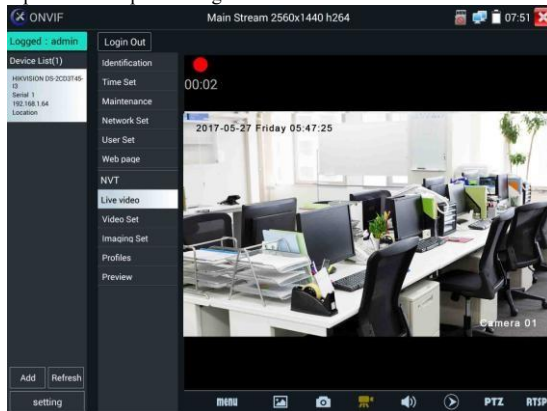 ONVIF
Main Stream 2560x1440 h264
07:51
Logged : admin
Login Out
Device List(1)
HIKVISION DS-2CD3T45-
I3
Serial 1
192.168.1.64
Location
Identification
Time Set
Maintenance
Network Set
User Set
Web page
NVT
Live video
Video Set
Imaging Set
Profiles
Preview
00:02
2017-05-27 Friday 05:47:25
Camera 01
Add
Refresh
setting
menu
PTZ
RTSP